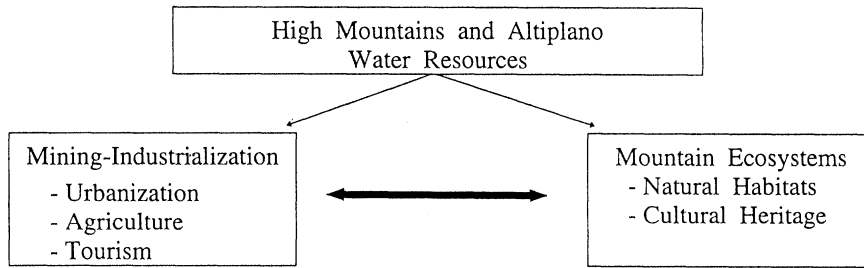 High Mountains and Altiplano
Water Resources
Mining-Industrialization
- Urbanization
- Agriculture
- Tourism
Mountain Ecosystems
- Natural Habitats
- Cultural Heritage